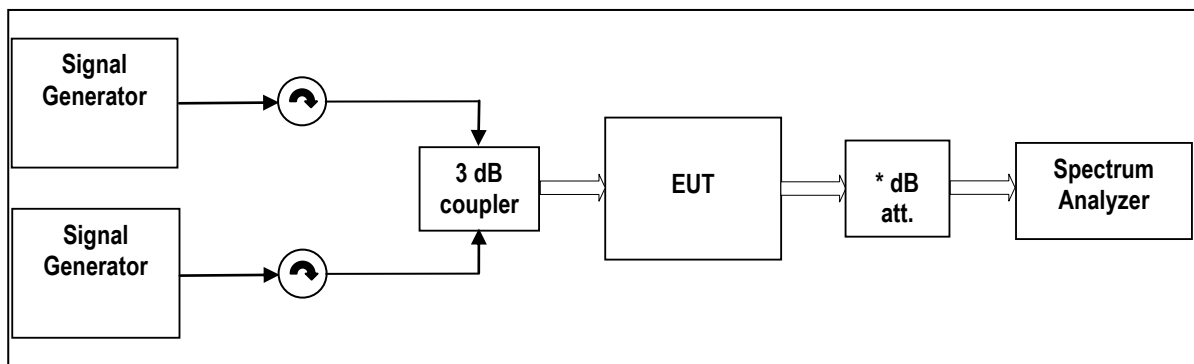 Signal
Generator
3 dB
coupler
EUT
* dB
att.
Spectrum
Analyzer
Signal
Generator